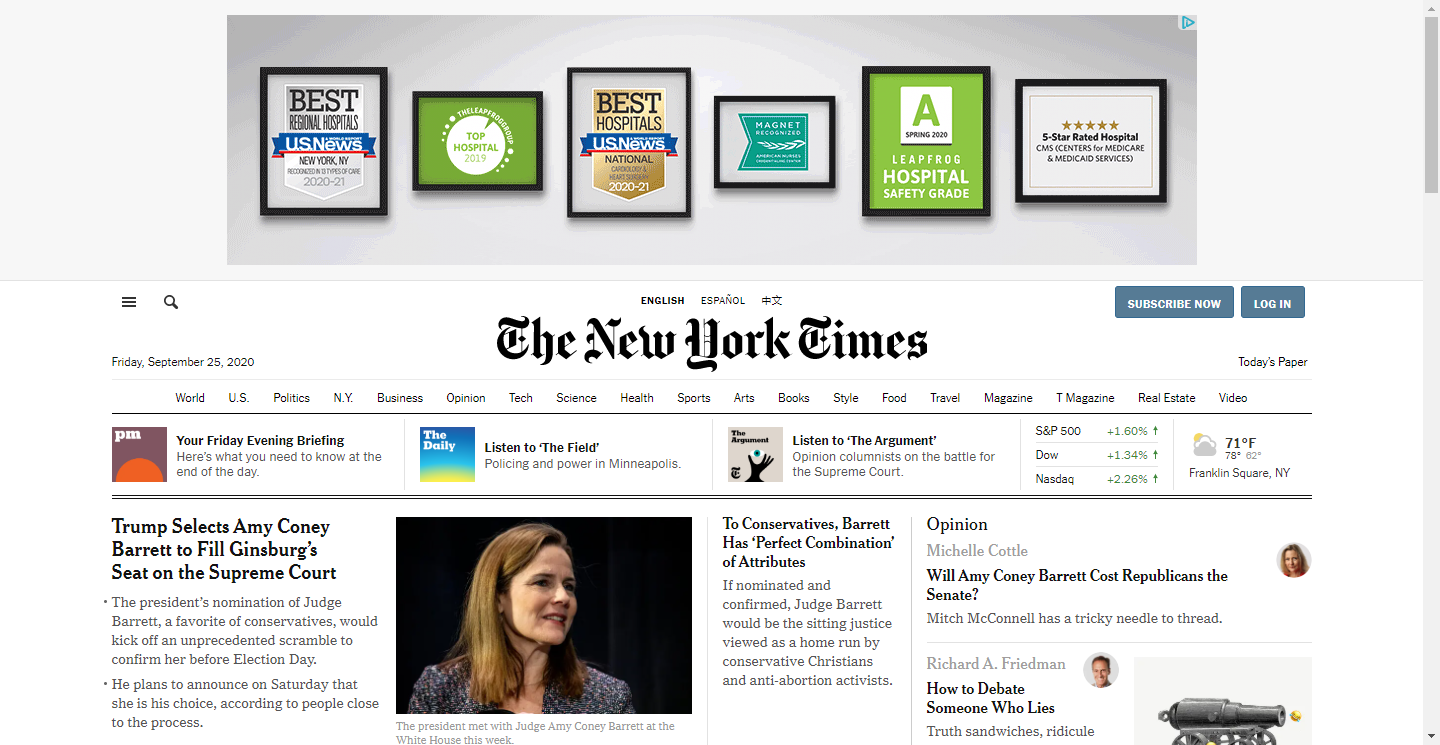 BEST
REGIONAL HOSPITALS
U.S. News
& WORLD REPORT
NEW YORK, NY
RECOGNIZED IN 13 TYPES OF CARE
2020-21
THELEAPFROGGROUP
TOP
HOSPITAL
2019
BEST
HOSPITALS
U.S. News
& WORLD REPORT
NATIONAL
CARDIOLOGY &
HEART SURGERY
2020-21
MAGNET
RECOGNIZED
AMERICAN NURSES
CREDENTIALING CENTER
A
SPRING 2020
LEAPFROG
HOSPITAL
SAFETY GRADE
5-Star Rated Hospital
CMS (CENTERS for MEDICARE
& MEDICAID SERVICES)
ENGLISH ESPAÑOL 中文
SUBSCRIBE NOW LOG IN
The New York Times
Friday, September 25, 2020
Today's Paper
World U.S. Politics N.Y. Business Opinion Tech Science Health Sports Arts Books Style Food Travel Magazine T Magazine Real Estate Video
pm
Your Friday Evening Briefing
Here's what you need to know at the
end of the day.
The
Daily
Listen to ‘The Field’
Policing and power in Minneapolis.
The
Argument
Listen to ‘The Argument’
Opinion columnists on the battle for
the Supreme Court.
S&P 500 +1.60% ↑
Dow +1.34% ↑
Nasdaq +2.26% ↑
71°F
78° 62°
Franklin Square, NY
Trump Selects Amy Coney
Barrett to Fill Ginsburg’s
Seat on the Supreme Court
• The president’s nomination of Judge
Barrett, a favorite of conservatives, would
kick off an unprecedented scramble to
confirm her before Election Day.
• He plans to announce on Saturday that
she is his choice, according to people close
to the process.
The president met with Judge Amy Coney Barrett at the
White House this week.
To Conservatives, Barrett
Has ‘Perfect Combination’
of Attributes
If nominated and
confirmed, Judge Barrett
would be the sitting justice
viewed as a home run by
conservative Christians
and anti-abortion activists.
Opinion
Michelle Cottle
Will Amy Coney Barrett Cost Republicans the
Senate?
Mitch McConnell has a tricky needle to thread.
Richard A. Friedman
How to Debate
Someone Who Lies
Truth sandwiches, ridicule